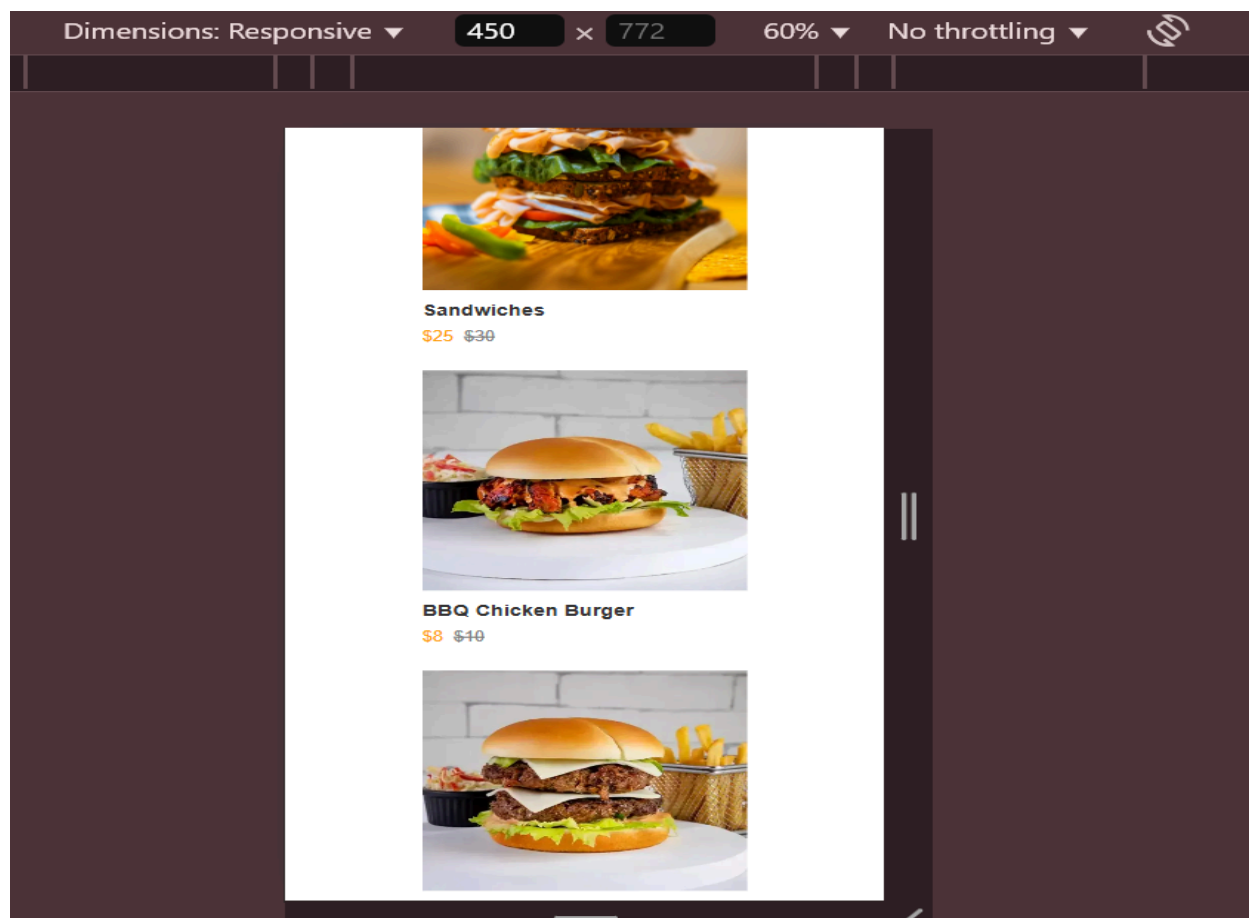 Dimensions: Responsive 450 × 772 60% No throttling
Sandwiches
$25 $30
BBQ Chicken Burger
$8 $10